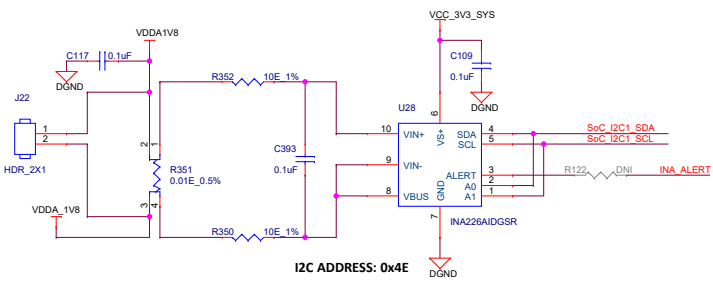 VCC_3V3_SYS
VDDA1V8
C117
0.1uF
DGND
C109
0.1uF
DGND
R352
10E_1%
J22
1
2
HDR_2X1
2
1
R351
0.01E_0.5%
3
4
C393
0.1uF
U28
6
10
VIN+
VS+
SDA
4
SoC_I2C1_SDA
SCL
5
SoC_I2C1_SCL
9
VIN-
ALERT
3
R122
DNI
INA_ALERT
A0
2
8
VBUS
GND
A1
1
7
INA226AIDGSR
VDDA_1V8
R350
10E_1%
I2C ADDRESS: 0x4E
DGND